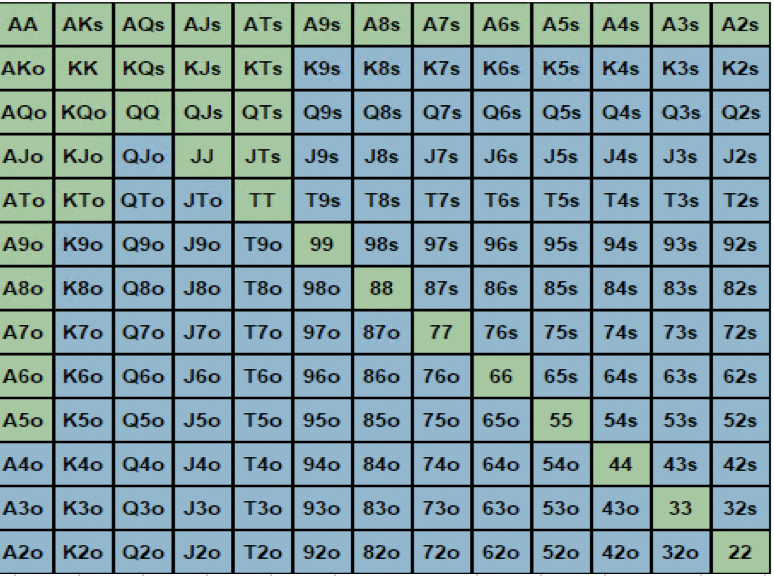 AA AKs AQs AJs ATs A9s A8s A7s A6s A5s A4s A3s A2s
AKo KK KQs KJs KTs K9s K8s K7s K6s K5s K4s K3s K2s
AQo KQo QQ QJs QTs Q9s Q8s Q7s Q6s Q5s Q4s Q3s Q2s
AJo KJo QJo JJ JTs J9s J8s J7s J6s J5s J4s J3s J2s
ATo KTo QTo JTo TT T9s T8s T7s T6s T5s T4s T3s T2s
A9o K9o Q9o J9o T9o 99 98s 97s 96s 95s 94s 93s 92s
A8o K8o Q8o J8o T8o 98o 88 87s 86s 85s 84s 83s 82s
A7o K7o Q7o J7o T7o 97o 87o 77 76s 75s 74s 73s 72s
A6o K6o Q6o J6o T6o 96o 86o 76o 66 65s 64s 63s 62s
A5o K5o Q5o J5o T5o 95o 85o 75o 65o 55 54s 53s 52s
A4o K4o Q4o J4o T4o 94o 84o 74o 64o 54o 44 43s 42s
A3o K3o Q3o J3o T3o 93o 83o 73o 63o 53o 43o 33 32s
A2o K2o Q2o J2o T2o 92o 82o 72o 62o 52o 42o 32o 22